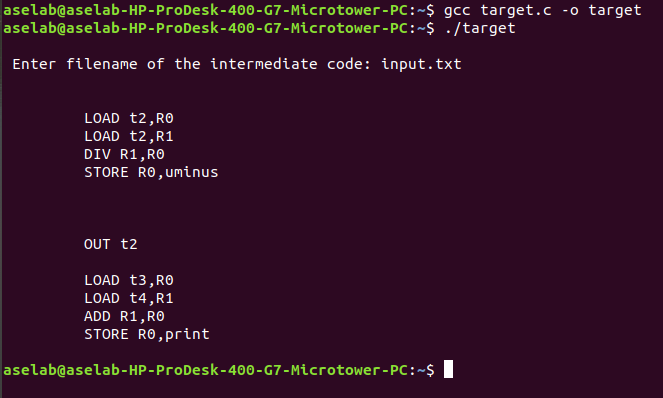 aselab@aselab-HP-ProDesk-400-G7-Microtower-PC:~$ gcc target.c -o target
aselab@aselab-HP-ProDesk-400-G7-Microtower-PC:~$ ./target
Enter filename of the intermediate code: input.txt
LOAD t2,R0
LOAD t2,R1
DIV R1,R0
STORE R0,uminus
OUT t2
LOAD t3,R0
LOAD t4,R1
ADD R1,R0
STORE R0,print
aselab@aselab-HP-ProDesk-400-G7-Microtower-PC:~$